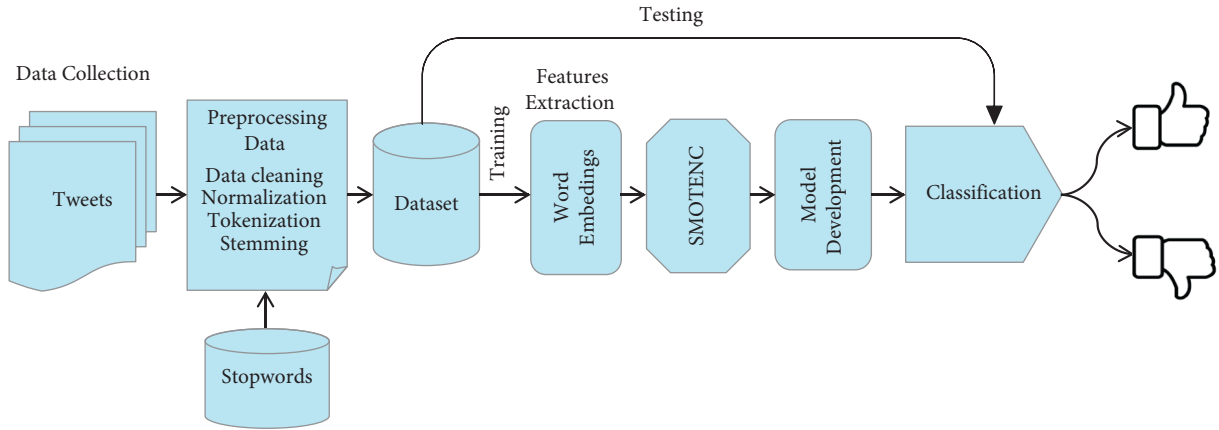 Data Collection
Tweets
Preprocessing
Data
Data cleaning
Normalization
Tokenization
Stemming
Stopwords
Dataset
Training
Testing
Features
Extraction
Word
Embedings
SMOTENC
Model
Development
Classification